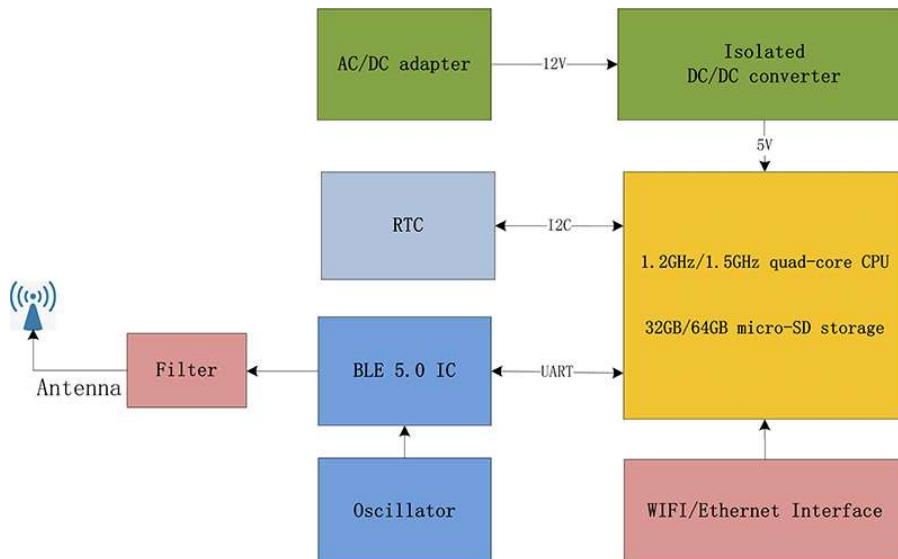 AC/DC adapter
12V
Isolated
DC/DC converter
5V
RTC
I2C
1.2GHz/1.5GHz quad-core CPU
32GB/64GB micro-SD storage
Antenna
Filter
BLE 5.0 IC
UART
Oscillator
WIFI/Ethernet Interface